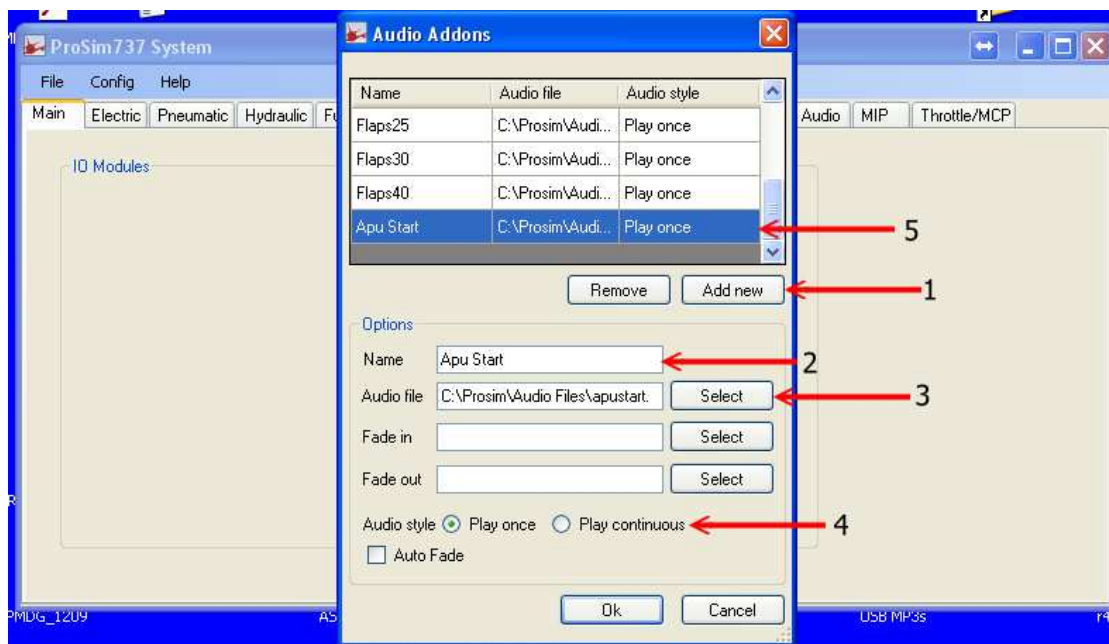 ProSim737 System
File Config Help
Main Electric Pneumatic Hydraulic
Audio MIP Throttle/MCP
IO Modules
Audio Addons
Name Audio file Audio style
Flaps25 C:\Prosim\Audi... Play once
Flaps30 C:\Prosim\Audi... Play once
Flaps40 C:\Prosim\Audi... Play once
Apu Start C:\Prosim\Audi... Play once
5
Remove Add new
1
Options
Name Apu Start
2
Audio file C:\Prosim\Audio Files\apustart. Select
3
Fade in Select
Fade out Select
Audio style Play once Play continuous
4
Auto Fade
Ok Cancel
PMDG_1209
USB MP3s